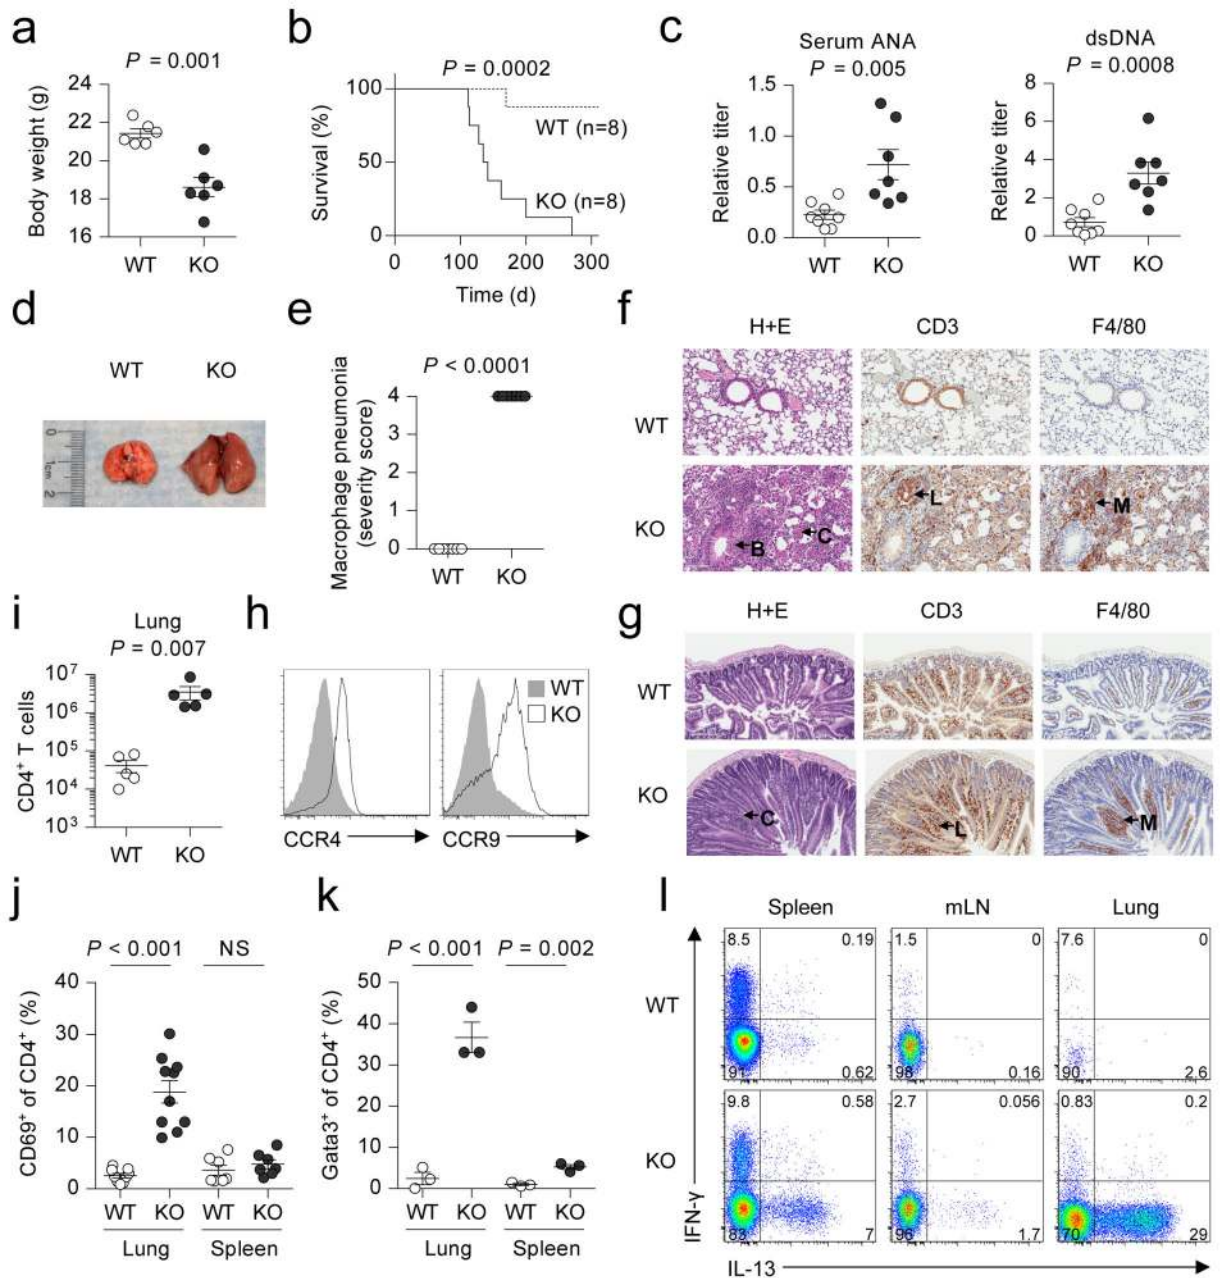 a
P = 0.001
Body weight (g)
24
22
20
18
16
WT
KO
b
P = 0.0002
Survival (%)
100
50
0
WT (n=8)
KO (n=8)
0
100
200
300
Time (d)
c
Serum ANA
P = 0.005
Relative titer
1.5
1.0
0.5
0.0
WT
KO
dsDNA
P = 0.0008
Relative titer
8
6
4
2
0
WT
KO
d
WT
KO
0
1cm
2
e
P < 0.0001
Macrophage pneumonia
(severity score)
4
3
2
1
0
WT
KO
f
H+E
CD3
F4/80
WT
KO
B
C
L
M
i
Lung
P = 0.007
CD4+ T cells
10⁷
10⁶
10⁵
10⁴
10³
WT
KO
h
WT
KO
CCR4
CCR9
g
H+E
CD3
F4/80
WT
KO
C
L
M
j
P < 0.001
NS
CD69⁺ of CD4⁺ (%)
40
30
20
10
0
WT
KO
WT
KO
Lung
Spleen
k
P < 0.001
P = 0.002
Gata3⁺ of CD4⁺ (%)
50
40
30
20
10
0
WT
KO
WT
KO
Lung
Spleen
l
Spleen
mLN
Lung
WT
8.5
0.19
91
0.62
1.5
0
98
0.16
7.6
0
90
2.6
KO
9.8
0.58
83
7
2.7
0.056
96
1.7
0.83
0.2
70
29
IFN-γ
IL-13